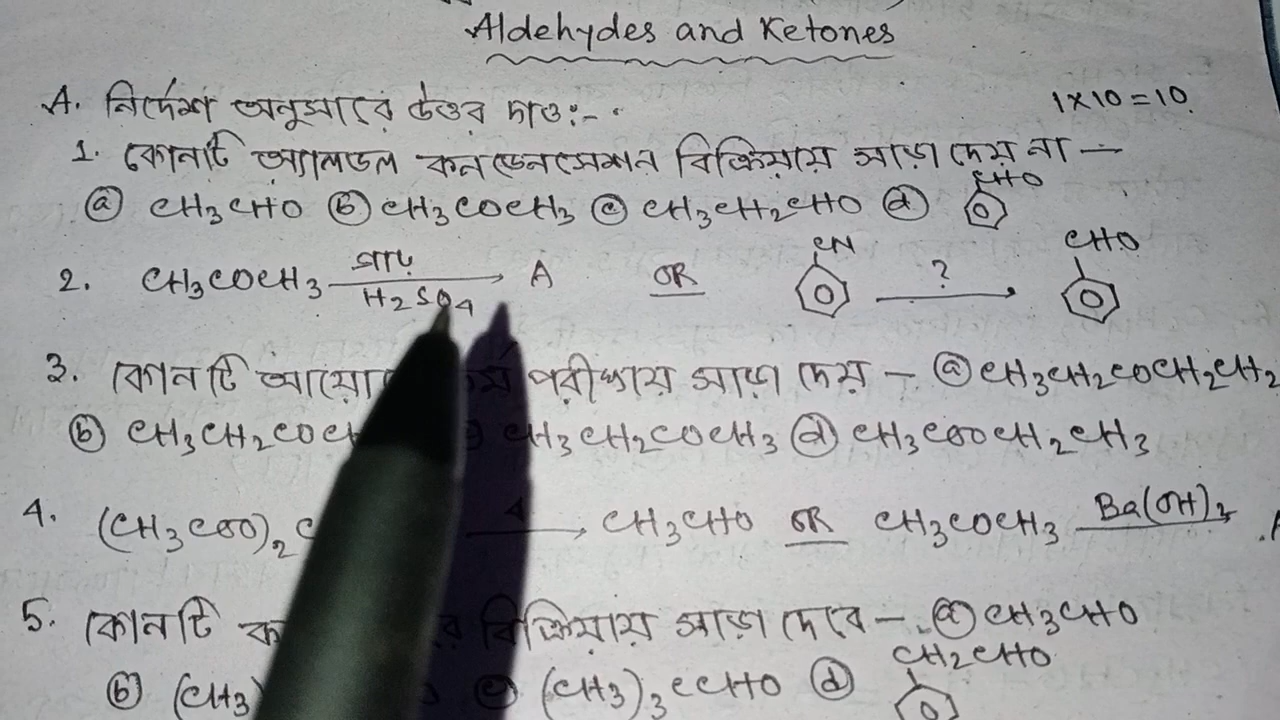 Aldehydes and Ketones
A. নির্দেশ অনুসারে উত্তর দাও:- 1×10=10
1. কোনটি অ্যালডল কনডেনসেশন বিক্রিয়ায় সাড়া দেয় না —
CHO
ⓐ CH3CHO ⓑ CH3COCH3 ⓒ CH3CH2CHO ⓓ
CN CHO
2. CH3COCH3 গাঢ় H2SO4 → A OR ? →
3. কোনটি পরীক্ষায় সাড়া দেয় – ⓐ CH3CH2COCH2CH2
ⓑ CH3CH2 CH3CH2COCH3 ⓓ CH3COOCH2CH3
4. (CH3COO)2 → CH3CHO OR CH3COCH3 Ba(OH)2
5. কোনটি বিক্রিয়ায় সাড়া দেবে – ⓐ CH3CHO
CH2CHO
ⓑ (CH3) ⓒ (CH3)3CCHO ⓓ